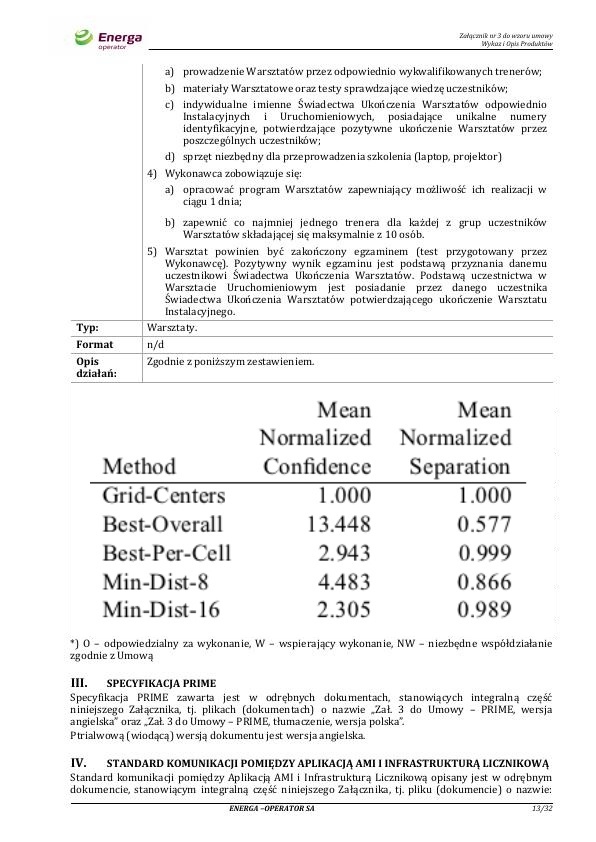 Energa
operator
Załącznik nr 3 do wzoru umowy
Wykaz i Opis Produktów
a) prowadzenie Warsztatów przez odpowiednio wykwalifikowanych trenerów;
b) materiały Warsztatowe oraz testy sprawdzające wiedzę uczestników;
c) indywidualne imienne Świadectwa Ukończenia Warsztatów odpowiednio
Instalacyjnych i Uruchomieniowych, posiadające unikalne numery
identyfikacyjne, potwierdzające pozytywne ukończenie Warsztatów przez
poszczególnych uczestników;
d) sprzęt niezbędny dla przeprowadzenia szkolenia (laptop, projektor)
4) Wykonawca zobowiązuje się:
a) opracować program Warsztatów zapewniający możliwość ich realizacji w
ciągu 1 dnia;
b) zapewnić co najmniej jednego trenera dla każdej z grup uczestników
Warsztatów składającej się maksymalnie z 10 osób.
5) Warsztat powinien być zakończony egzaminem (test przygotowany przez
Wykonawcę). Pozytywny wynik egzaminu jest podstawą przyznania danemu
uczestnikowi Świadectwa Ukończenia Warsztatów. Podstawą uczestnictwa w
Warsztacie Uruchomieniowym jest posiadanie przez danego uczestnika
Świadectwa Ukończenia Warsztatów potwierdzającego ukończenie Warsztatu
Instalacyjnego.
Typ: Warsztaty.
Format n/d
Opis Zgodnie z poniższym zestawieniem.
działań:
Mean Mean
Normalized Normalized
Method Confidence Separation
Grid-Centers 1.000 1.000
Best-Overall 13.448 0.577
Best-Per-Cell 2.943 0.999
Min-Dist-8 4.483 0.866
Min-Dist-16 2.305 0.989
*) O – odpowiedzialny za wykonanie, W – wspierający wykonanie, NW – niezbędne współdziałanie
zgodnie z Umową
III. SPECYFIKACJA PRIME
Specyfikacja PRIME zawarta jest w odrębnych dokumentach, stanowiących integralną część
niniejszego Załącznika, tj. plikach (dokumentach) o nazwie „Zał. 3 do Umowy – PRIME, wersja
angielska” oraz „Zał. 3 do Umowy – PRIME, tłumaczenie, wersja polska”.
Ptrialwową (wiodącą) wersją dokumentu jest wersja angielska.
IV. STANDARD KOMUNIKACJI POMIĘDZY APLIKACJĄ AMI I INFRASTRUKTURĄ LICZNIKOWĄ
Standard komunikacji pomiędzy Aplikacją AMI i Infrastrukturą Licznikową opisany jest w odrębnym
dokumencie, stanowiącym integralną część niniejszego Załącznika, tj. pliku (dokumencie) o nazwie:
ENERGA –OPERATOR SA 13/32